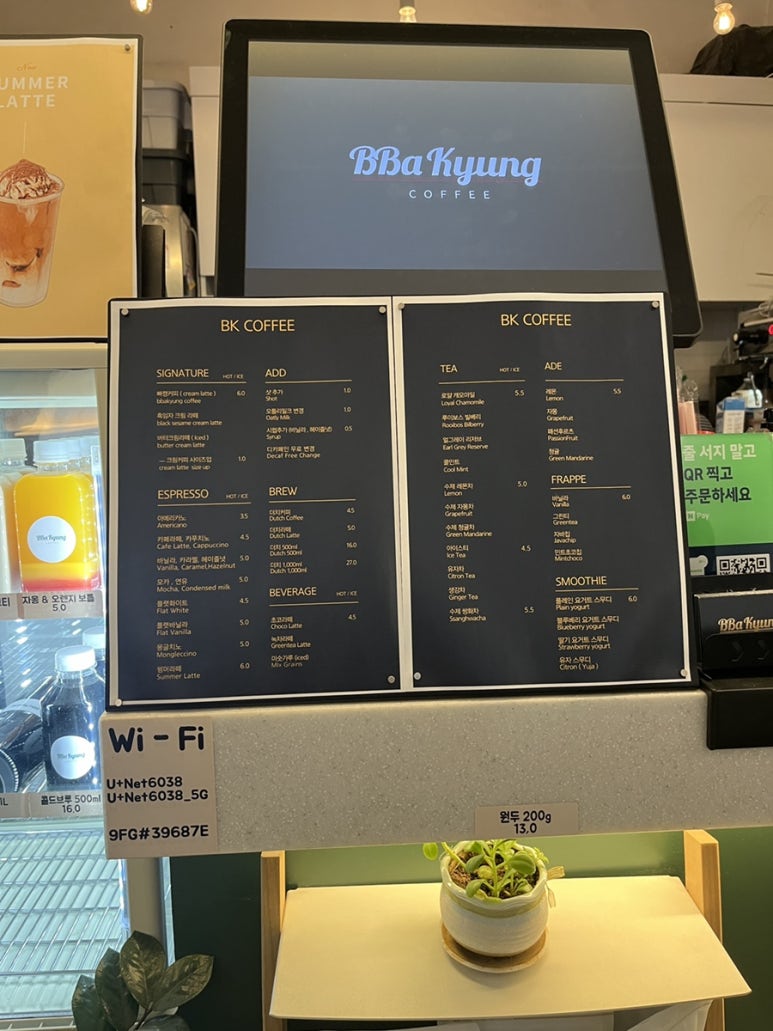 New
SUMMER
LATTE
BBa Kyung
COFFEE
BK COFFEE
SIGNATURE HOT / ICE
빠켱커피 ( cream latte ) 6.0
bbakyung coffee
흑임자 크림 라떼
black sesame cream latte
버터크림라떼 ( iced )
butter cream latte
크림커피 사이즈업 1.0
cream latte size up
ESPRESSO HOT / ICE
아메리카노 3.5
Americano
카페라떼, 카푸치노 4.5
Cafe Latte, Cappuccino
바닐라, 카라멜, 헤이즐넛 5.0
Vanilla, Caramel,Hazelnut
모카 , 연유 5.0
Mocha, Condensed milk
플랫화이트 4.5
Flat White
플랫바닐라 5.0
Flat Vanilla
몽글치노 5.0
Mongleccino
썸머라떼 6.0
Summer Latte
ADD
샷 추가 1.0
Shot
오틀리밀크 변경 1.0
Oatly Milk
시럽추가 (바닐라 , 헤이즐넛) 0.5
Syrup
디카페인 무료 변경
Decaf Free Change
BREW
더치커피 4.5
Dutch Coffee
더치라떼 5.0
Dutch Latte
더치 500ml 16.0
Dutch 500ml
더치 1,000ml 27.0
Dutch 1,000ml
BEVERAGE HOT / ICE
초코라떼 4.5
Choco Latte
녹차라떼
Greentea Latte
미숫가루 (iced)
Mix Grains
BK COFFEE
TEA HOT / ICE
로얄 캐모마일 5.5
Loyal Chamomile
루이보스 빌베리
Rooibos Bilberry
얼그레이 리저브
Earl Grey Reserve
쿨민트
Cool Mint
수제 레몬차 5.0
Lemon
수제 자몽차
Grapefruit
수제 청귤차
Green Mandarine
아이스티 4.5
Ice Tea
유자차
Citron Tea
생강차
Ginger Tea
수제 쌍화차 5.5
Ssanghwacha
ADE
레몬 5.5
Lemon
자몽
Grapefruit
패션후르츠
PassionFruit
청귤
Green Mandarine
FRAPPE
바닐라 6.0
Vanilla
그린티
Greentea
자바칩
Javachip
민트초코칩
Mintchoco
SMOOTHIE
플레인 요거트 스무디 6.0
Plain yogurt
블루베리 요거트 스무디
Blueberry yogurt
딸기 요거트 스무디
Strawberry yogurt
유자 스무디
Citron ( Yuja )
줄 서지 말고
QR 찍고
주문하세요
N Pay
BBa Kyung
BBa Kyung
자몽 & 오렌지 보틀
5.0
BBa Kyung
콜드브루 500ml
16.0
Wi - Fi
U+Net6038
U+Net6038_5G
9FG#39687E
원두 200g
13.0